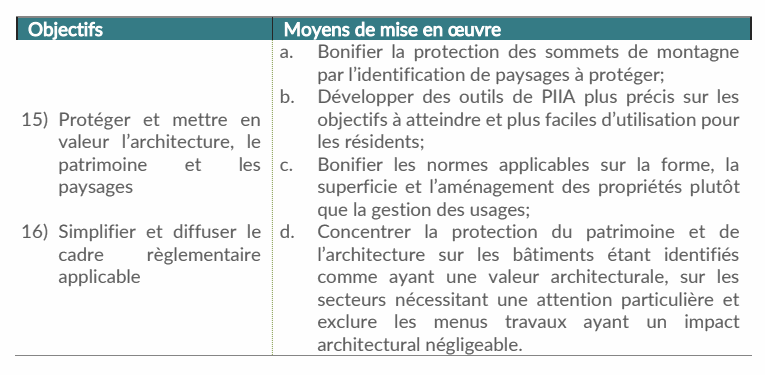 Objectifs
Moyens de mise en œuvre
15) Protéger et mettre en
valeur l'architecture, le
patrimoine et les
paysages
16) Simplifier et diffuser le
cadre règlementaire
applicable
a. Bonifier la protection des sommets de montagne
par l'identification de paysages à protéger;
b. Développer des outils de PIIA plus précis sur les
objectifs à atteindre et plus faciles d'utilisation pour
les résidents;
c. Bonifier les normes applicables sur la forme, la
superficie et l'aménagement des propriétés plutôt
que la gestion des usages;
d. Concentrer la protection du patrimoine et de
l'architecture sur les bâtiments étant identifiés
comme ayant une valeur architecturale, sur les
secteurs nécessitant une attention particulière et
exclure les menus travaux ayant un impact
architectural négligeable.